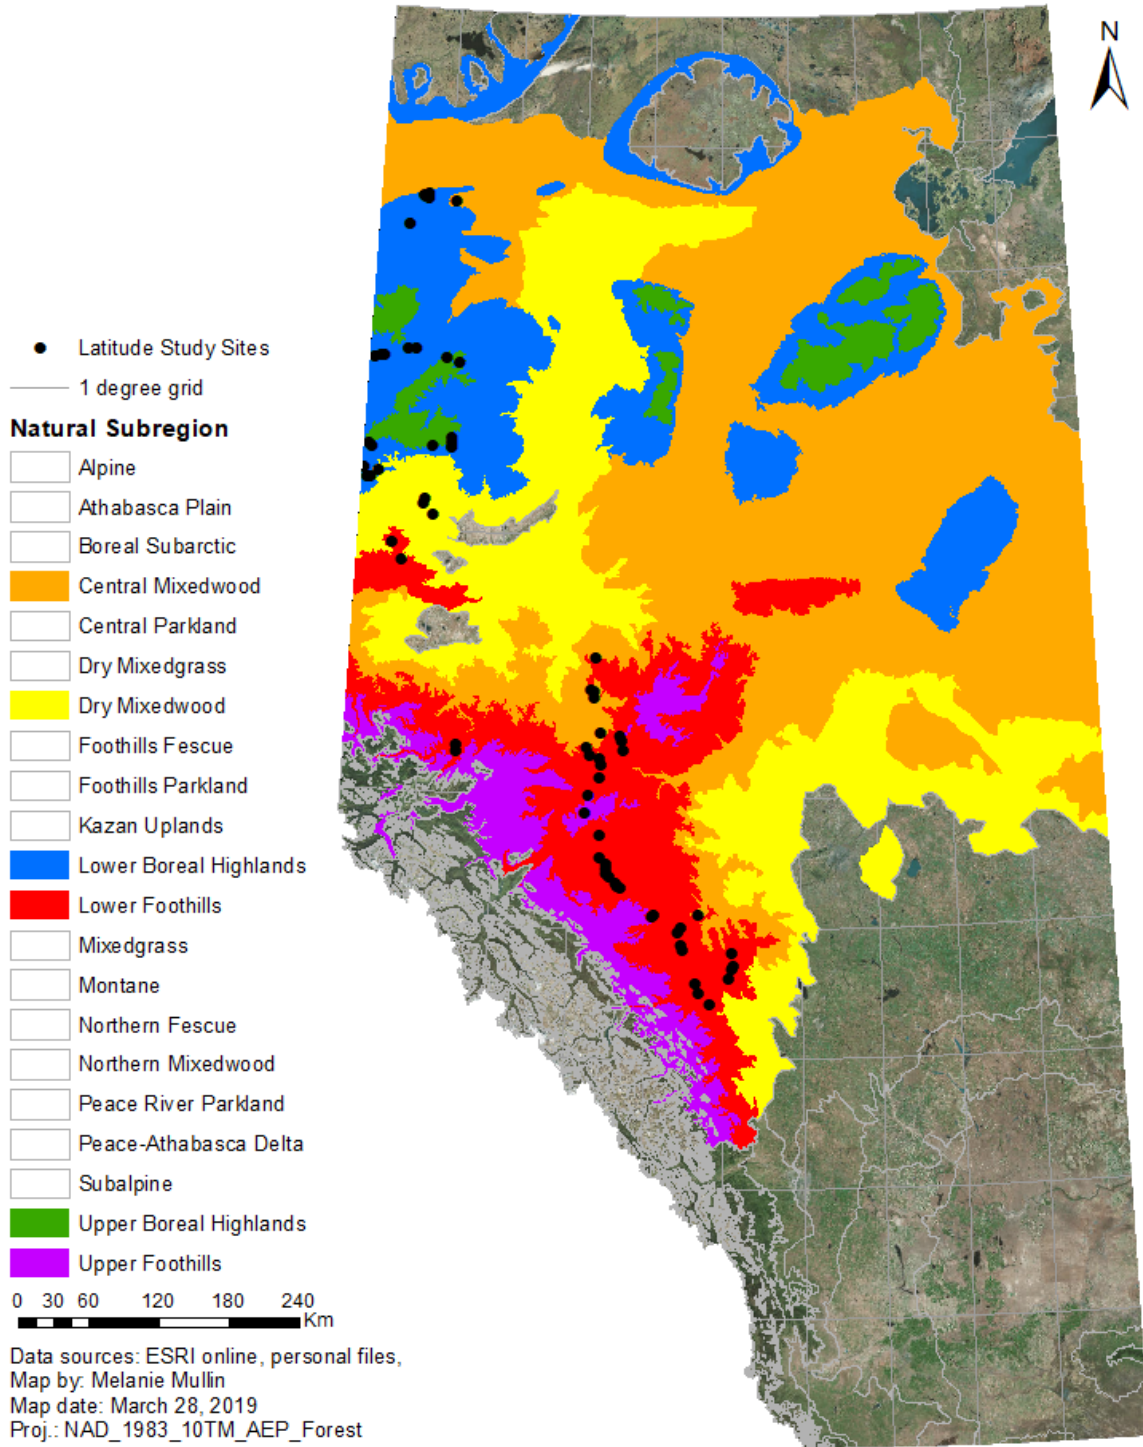 N
Latitude Study Sites
1 degree grid
Natural Subregion
Alpine
Athabasca Plain
Boreal Subarctic
Central Mixedwood
Central Parkland
Dry Mixedgrass
Dry Mixedwood
Foothills Fescue
Foothills Parkland
Kazan Uplands
Lower Boreal Highlands
Lower Foothills
Mixedgrass
Montane
Northern Fescue
Northern Mixedwood
Peace River Parkland
Peace-Athabasca Delta
Subalpine
Upper Boreal Highlands
Upper Foothills
0 30 60 120 180 240
Km
Data sources: ESRI online, personal files,
Map by: Melanie Mullin
Map date: March 28, 2019
Proj.: NAD_1983_10TM_AEP_Forest